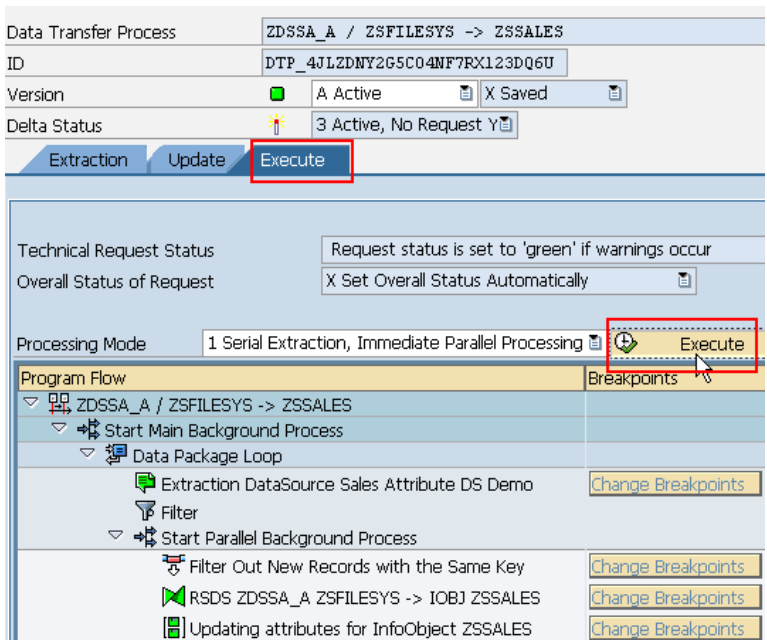 Data Transfer Process ZDSSA_A / ZSFILESYS -> ZSSALES
ID DTP_4JLZDNY2G5C04NF7RX123DQ6U
Version A Active X Saved
Delta Status 3 Active, No Request Y
Extraction Update Execute
Technical Request Status Request status is set to 'green' if warnings occur
Overall Status of Request X Set Overall Status Automatically
Processing Mode 1 Serial Extraction, Immediate Parallel Processing Execute
Program Flow Breakpoints
ZDSSA_A / ZSFILESYS -> ZSSALES
Start Main Background Process
Data Package Loop
Extraction DataSource Sales Attribute DS Demo Change Breakpoints
Filter
Start Parallel Background Process
Filter Out New Records with the Same Key Change Breakpoints
RSDS ZDSSA_A ZSFILESYS -> IOBJ ZSSALES Change Breakpoints
Updating attributes for InfoObject ZSSALES Change Breakpoints